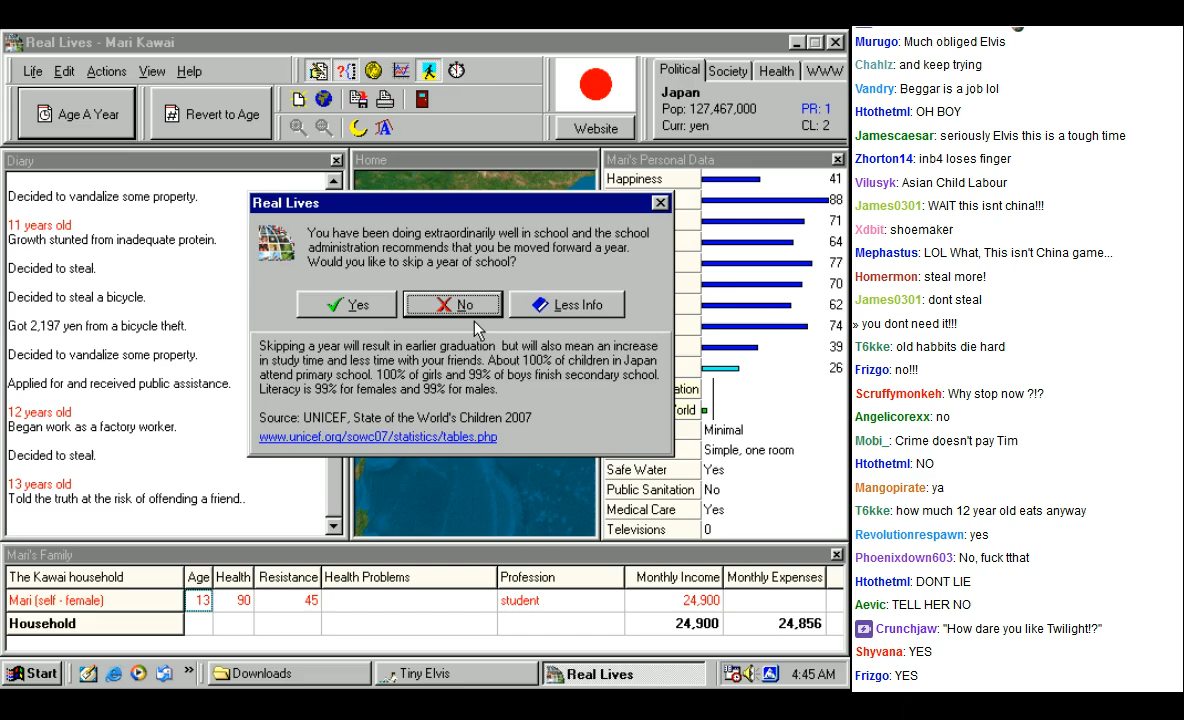 Real Lives - Mari Kawai
Life Edit Actions View Help
Age A Year
Revert to Age
Website
Political Society Health WWW
Japan
Pop: 127,467,000 PR: 1
Curr: yen CL: 2
Diary
Decided to vandalize some property.
11 years old
Growth stunted from inadequate protein.
Decided to steal.
Decided to steal a bicycle.
Got 2,197 yen from a bicycle theft.
Decided to vandalize some property.
Applied for and received public assistance.
12 years old
Began work as a factory worker.
Decided to steal.
13 years old
Told the truth at the risk of offending a friend..
Home
Real Lives
You have been doing extraordinarily well in school and the school
administration recommends that you be moved forward a year.
Would you like to skip a year of school?
Yes No Less Info
Skipping a year will result in earlier graduation but will also mean an increase
in study time and less time with your friends. About 100% of children in Japan
attend primary school. 100% of girls and 99% of boys finish secondary school.
Literacy is 99% for females and 99% for males.
Source: UNICEF, State of the World's Children 2007
www.unicef.org/sowc07/statistics/tables.php
Mari's Personal Data
Happiness 41
88
71
64
77
70
62
74
39
26
ation
orld
Minimal
Simple, one room
Safe Water Yes
Public Sanitation No
Medical Care Yes
Televisions 0
Mari's Family
The Kawai household Age Health Resistance Health Problems Profession Monthly Income Monthly Expenses
Mari (self - female) 13 90 45 student 24,900
Household 24,900 24,856
Start » Downloads Tiny Elvis Real Lives 4:45 AM
Murugo: Much obliged Elvis
Chahlz: and keep trying
Vandry: Beggar is a job lol
Htothetml: OH BOY
Jamescaesar: seriously Elvis this is a tough time
Zhorton14: inb4 loses finger
Vilusyk: Asian Child Labour
James0301: WAIT this isnt china!!!
Xdbit: shoemaker
Mephastus: LOL What, This isn't China game...
Homermon: steal more!
James0301: dont steal
» you dont need it!!!
T6kke: old habbits die hard
Frizgo: no!!!
Scruffymonkeh: Why stop now ?!?
Angelicorexx: no
Mobi_: Crime doesn't pay Tim
Htothetml: NO
Mangopirate: ya
T6kke: how much 12 year old eats anyway
Revolutionrespawn: yes
Phoenixdown603: No, fuck tthat
Htothetml: DONT LIE
Aevic: TELL HER NO
Crunchjaw: "How dare you like Twilight!?"
Shyvana: YES
Frizgo: YES